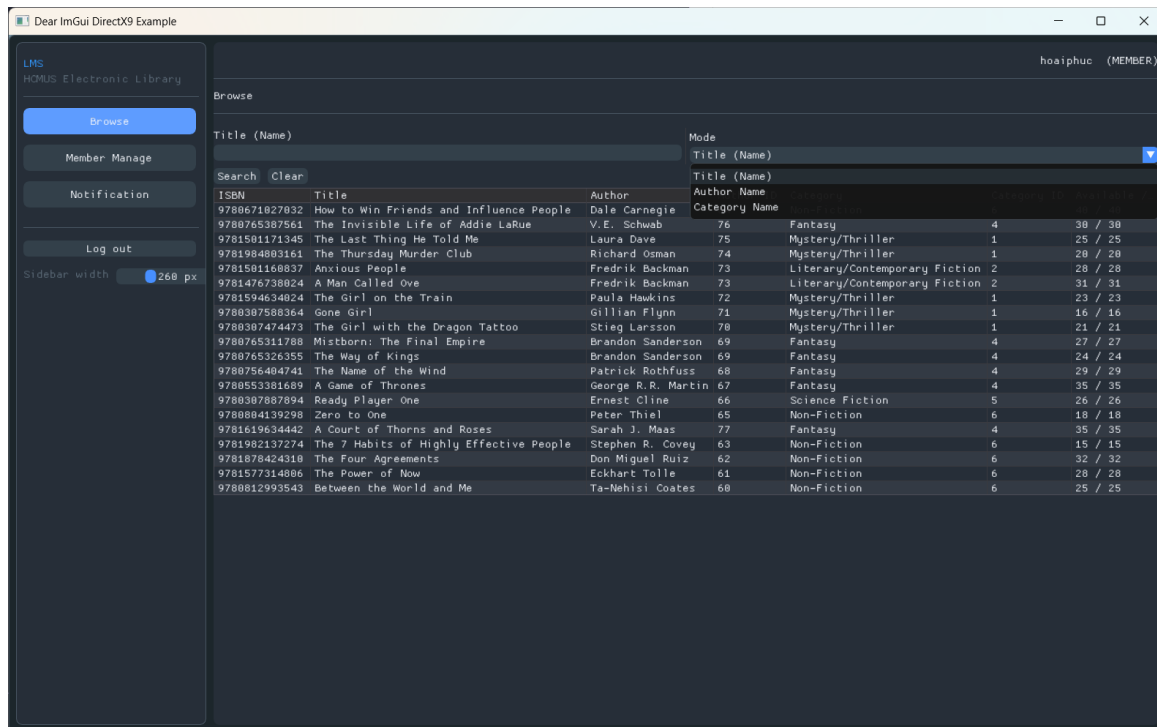 Dear ImGui DirectX9 Example
LMS
HCMUS Electronic Library
Browse
Member Manage
Notification
Log out
Sidebar width 260 px
hoaiphuc (MEMBER)
Browse
Title (Name)
Mode
Title (Name)
Search Clear
Title (Name)
Author Name
Category Name
ISBN Title Author Category Category ID Available /
9780671027032 How to Win Friends and Influence People Dale Carnegie
9780765387561 The Invisible Life of Addie LaRue V.E. Schwab 76 Fantasy 4 30 / 30
9781501171345 The Last Thing He Told Me Laura Dave 75 Mystery/Thriller 1 25 / 25
9781984803161 The Thursday Murder Club Richard Osman 74 Mystery/Thriller 1 20 / 20
9781501160837 Anxious People Fredrik Backman 73 Literary/Contemporary Fiction 2 28 / 28
9781476738024 A Man Called Ove Fredrik Backman 73 Literary/Contemporary Fiction 2 31 / 31
9781594634024 The Girl on the Train Paula Hawkins 72 Mystery/Thriller 1 23 / 23
9780307588364 Gone Girl Gillian Flynn 71 Mystery/Thriller 1 16 / 16
9780307474473 The Girl with the Dragon Tattoo Stieg Larsson 70 Mystery/Thriller 1 21 / 21
9780765311788 Mistborn: The Final Empire Brandon Sanderson 69 Fantasy 4 27 / 27
9780765326355 The Way of Kings Brandon Sanderson 69 Fantasy 4 24 / 24
9780756404741 The Name of the Wind Patrick Rothfuss 68 Fantasy 4 29 / 29
9780553381689 A Game of Thrones George R.R. Martin 67 Fantasy 4 35 / 35
9780307887894 Ready Player One Ernest Cline 66 Science Fiction 5 26 / 26
9780804139298 Zero to One Peter Thiel 65 Non-Fiction 6 18 / 18
9781619634442 A Court of Thorns and Roses Sarah J. Maas 77 Fantasy 4 35 / 35
9781982137274 The 7 Habits of Highly Effective People Stephen R. Covey 63 Non-Fiction 6 15 / 15
9781878424310 The Four Agreements Don Miguel Ruiz 62 Non-Fiction 6 32 / 32
9781577314806 The Power of Now Eckhart Tolle 61 Non-Fiction 6 28 / 28
9780812993543 Between the World and Me Ta-Nehisi Coates 60 Non-Fiction 6 25 / 25